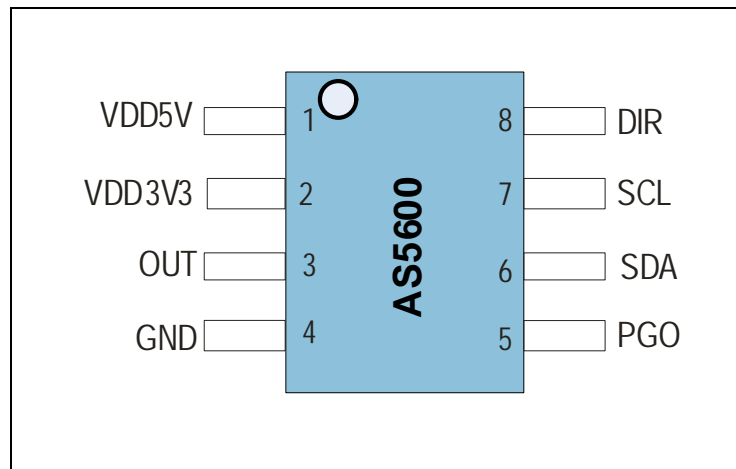 VDD5V 1 8 DIR
VDD3V3 2 7 SCL
OUT 3 6 SDA
GND 4 5 PGO
AS5600